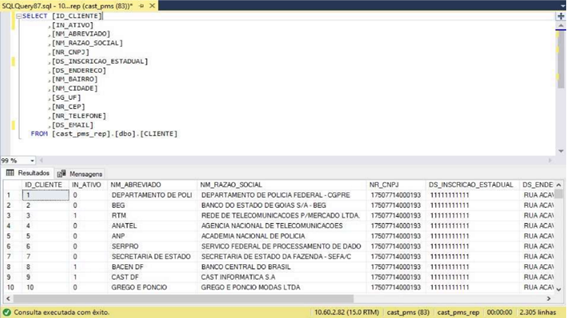 SQLQuery87.sql - 10...rep (cast_pms (83))*
SELECT [ID_CLIENTE]
,[IN_ATIVO]
,[NM_ABREVIADO]
,[NM_RAZAO_SOCIAL]
,[NR_CNPJ]
,[DS_INSCRICAO_ESTADUAL]
,[DS_ENDERECO]
,[NM_BAIRRO]
,[NM_CIDADE]
,[SG_UF]
,[NR_CEP]
,[NR_TELEFONE]
,[DS_EMAIL]
FROM [cast_pms_rep].[dbo].[CLIENTE]
99 %
Resultados Mensagens
ID_CLIENTE IN_ATIVO NM_ABREVIADO NM_RAZAO_SOCIAL NR_CNPJ DS_INSCRICAO_ESTADUAL DS_ENDE
1 1 0 DEPARTAMENTO DE POLI DEPARTAMENTO DE POLICIA FEDERAL - CGPRE 17507714000193 11111111111 RUA ACAV
2 2 0 BEG BANCO DO ESTADO DE GOIAS S/A - BEG 17507714000193 11111111111 RUA ACAV
3 3 1 RTM REDE DE TELECOMUNICACOES P/MERCADO LTDA. 17507714000193 11111111111 RUA ACAV
4 4 0 ANATEL AGENCIA NACIONAL DE TELECOMUNICACOES 17507714000193 11111111111 RUA ACAV
5 5 0 ANP ACADEMIA NACIONAL DE POLICIA 17507714000193 11111111111 RUA ACAV
6 6 0 SERPRO SERVICO FEDERAL DE PROCESSAMENTO DE DADO 17507714000193 11111111111 RUA ACAV
7 7 0 SECRETARIA DE ESTADO SECRETARIA DE ESTADO DA FAZENDA - SEFA/C 17507714000193 11111111111 RUA ACAV
8 8 1 BACEN DF BANCO CENTRAL DO BRASIL 17507714000193 11111111111 RUA ACAV
9 9 1 CAST DF CAST INFORMATICA S.A 17507714000193 11111111111 RUA ACAV
10 10 0 GREGO E PONCIO GREGO E PONCIO MODAS LTDA 17507714000193 11111111111 RUA ACAV
Consulta executada com êxito. 10.60.2.82 (15.0 RTM) cast_pms (83) cast_pms_rep 00:00:00 2.305 linhas